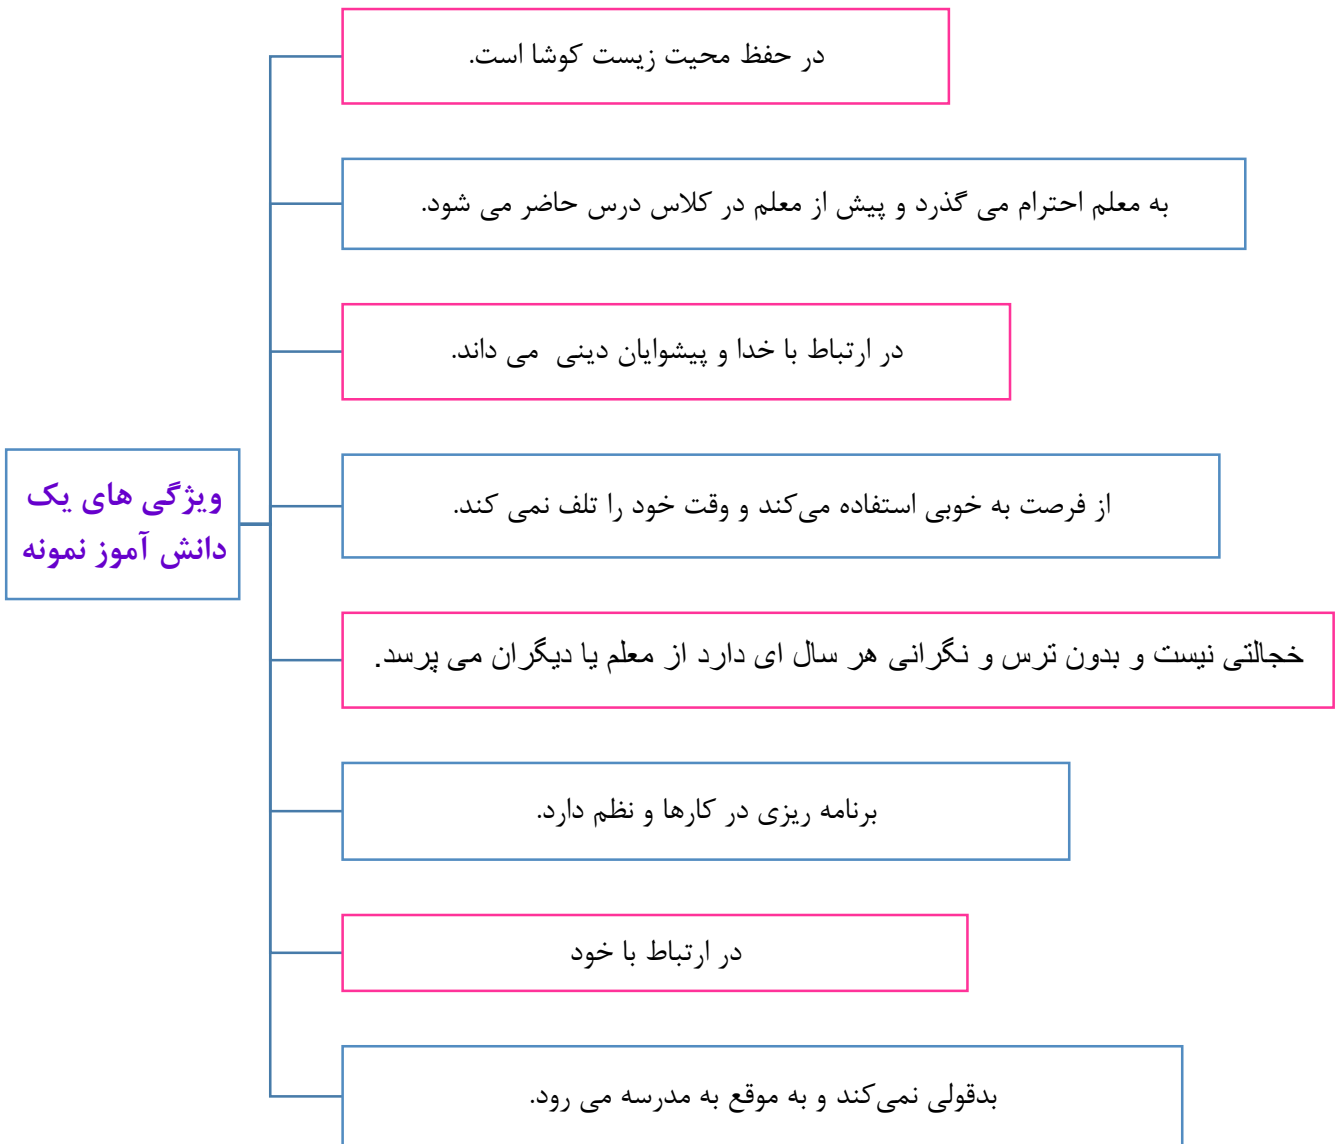 در حفظ محیت زیست کوشا است.
به معلم احترام می گذرد و پیش از معلم در کلاس درس حاضر می شود.
در ارتباط با خدا و پیشوایان دینی می داند.
از فرصت به خوبی استفاده می‌کند و وقت خود را تلف نمی کند.
ویژگی های یک
دانش آموز نمونه
خجالتی نیست و بدون ترس و نگرانی هر سال ای دارد از معلم یا دیگران می پرسد.
برنامه ریزی در کارها و نظم دارد.
در ارتباط با خود
بدقولی نمی‌کند و به موقع به مدرسه می رود.